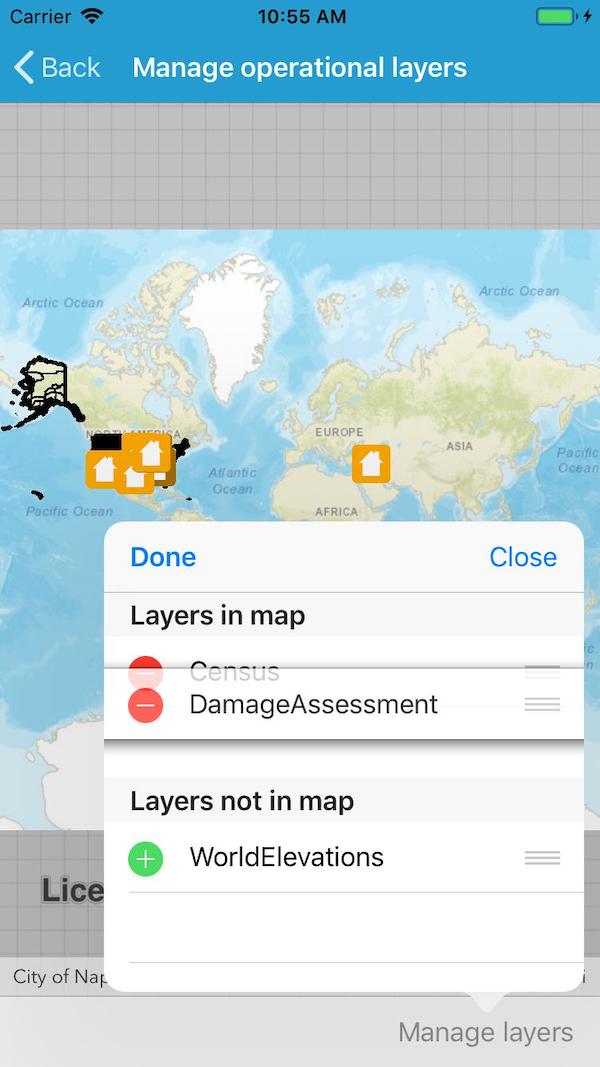 Carrier 10:55 AM
Back Manage operational layers
Arctic Ocean
Arctic Ocean
NORTH AMERICA
EUROPE
ASIA
Atlantic
Ocean
Pacific
Ocean
Pacific Ocean
AFRICA
Done Close
Layers in map
Census
DamageAssessment
Layers not in map
WorldElevations
Lice
City of Nap
Manage layers